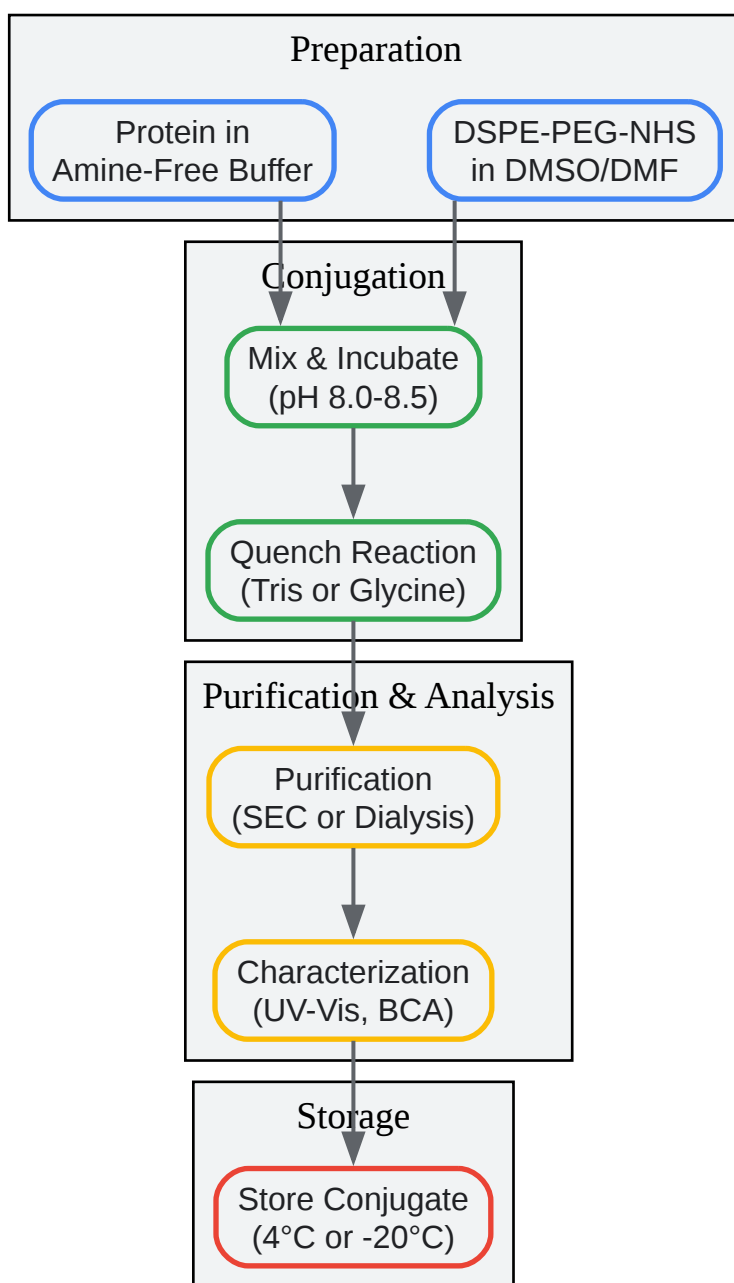 Preparation
Protein in
Amine-Free Buffer
DSPE-PEG-NHS
in DMSO/DMF
Conjugation
Mix & Incubate
(pH 8.0-8.5)
Quench Reaction
(Tris or Glycine)
Purification & Analysis
Purification
(SEC or Dialysis)
Characterization
(UV-Vis, BCA)
Storage
Store Conjugate
(4°C or -20°C)